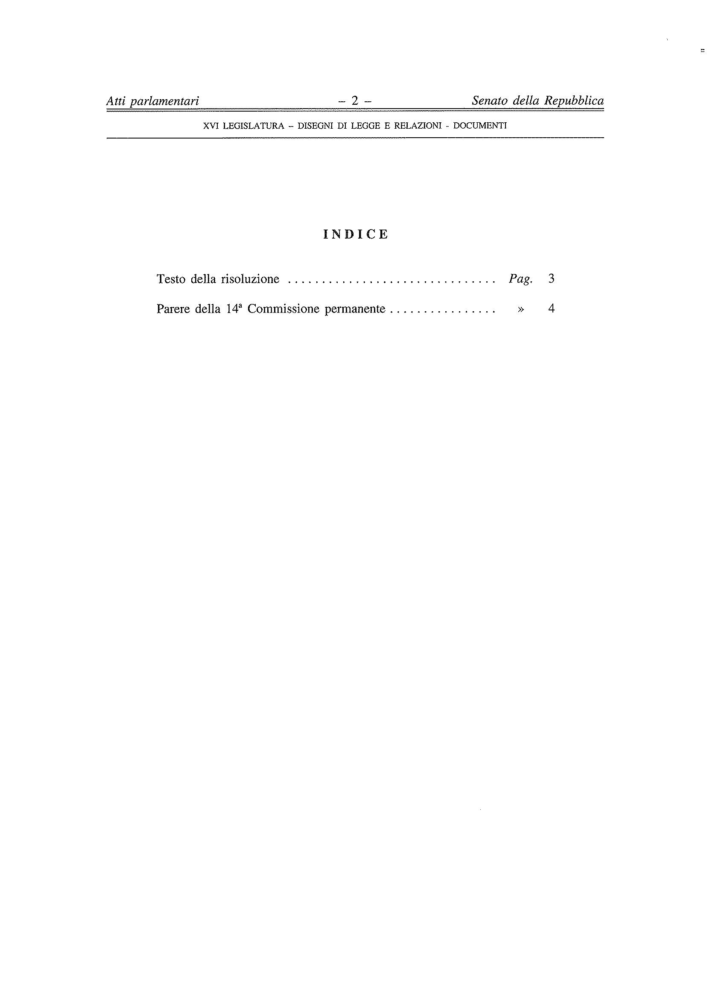 Atti parlamentari – 2 – Senato della Repubblica
XVI LEGISLATURA – DISEGNI DI LEGGE E RELAZIONI - DOCUMENTI
INDICE
Testo della risoluzione ............................... Pag. 3
Parere della 14ª Commissione permanente ................ » 4